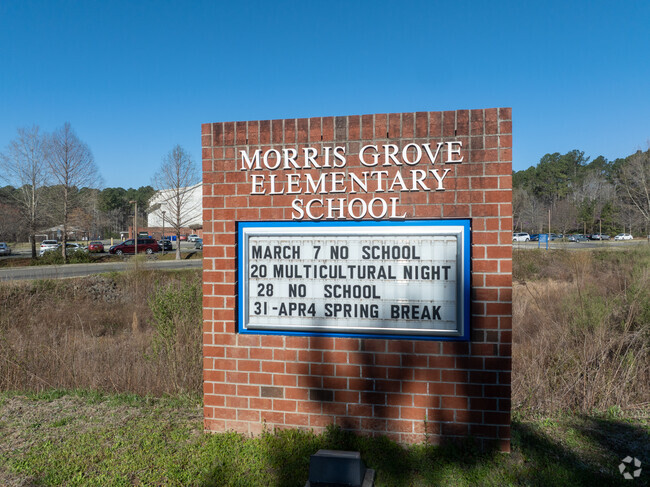 MORRIS GROVE
ELEMENTARY
SCHOOL
MARCH 7 NO SCHOOL
20 MULTICULTURAL NIGHT
28 NO SCHOOL
31-APR4 SPRING BREAK